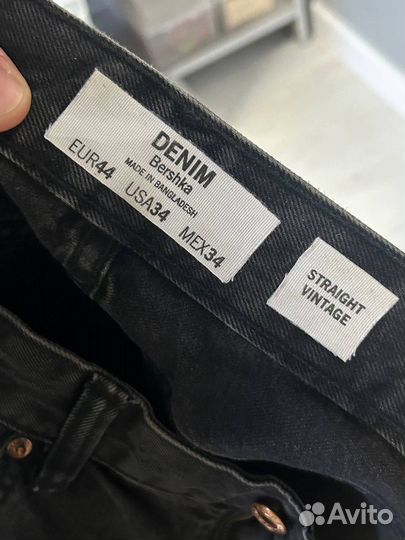 DENIM
Bershka
MADE IN BANGLADESH
EUR44 USA34 MEX34
STRAIGHT
VINTAGE
Avito